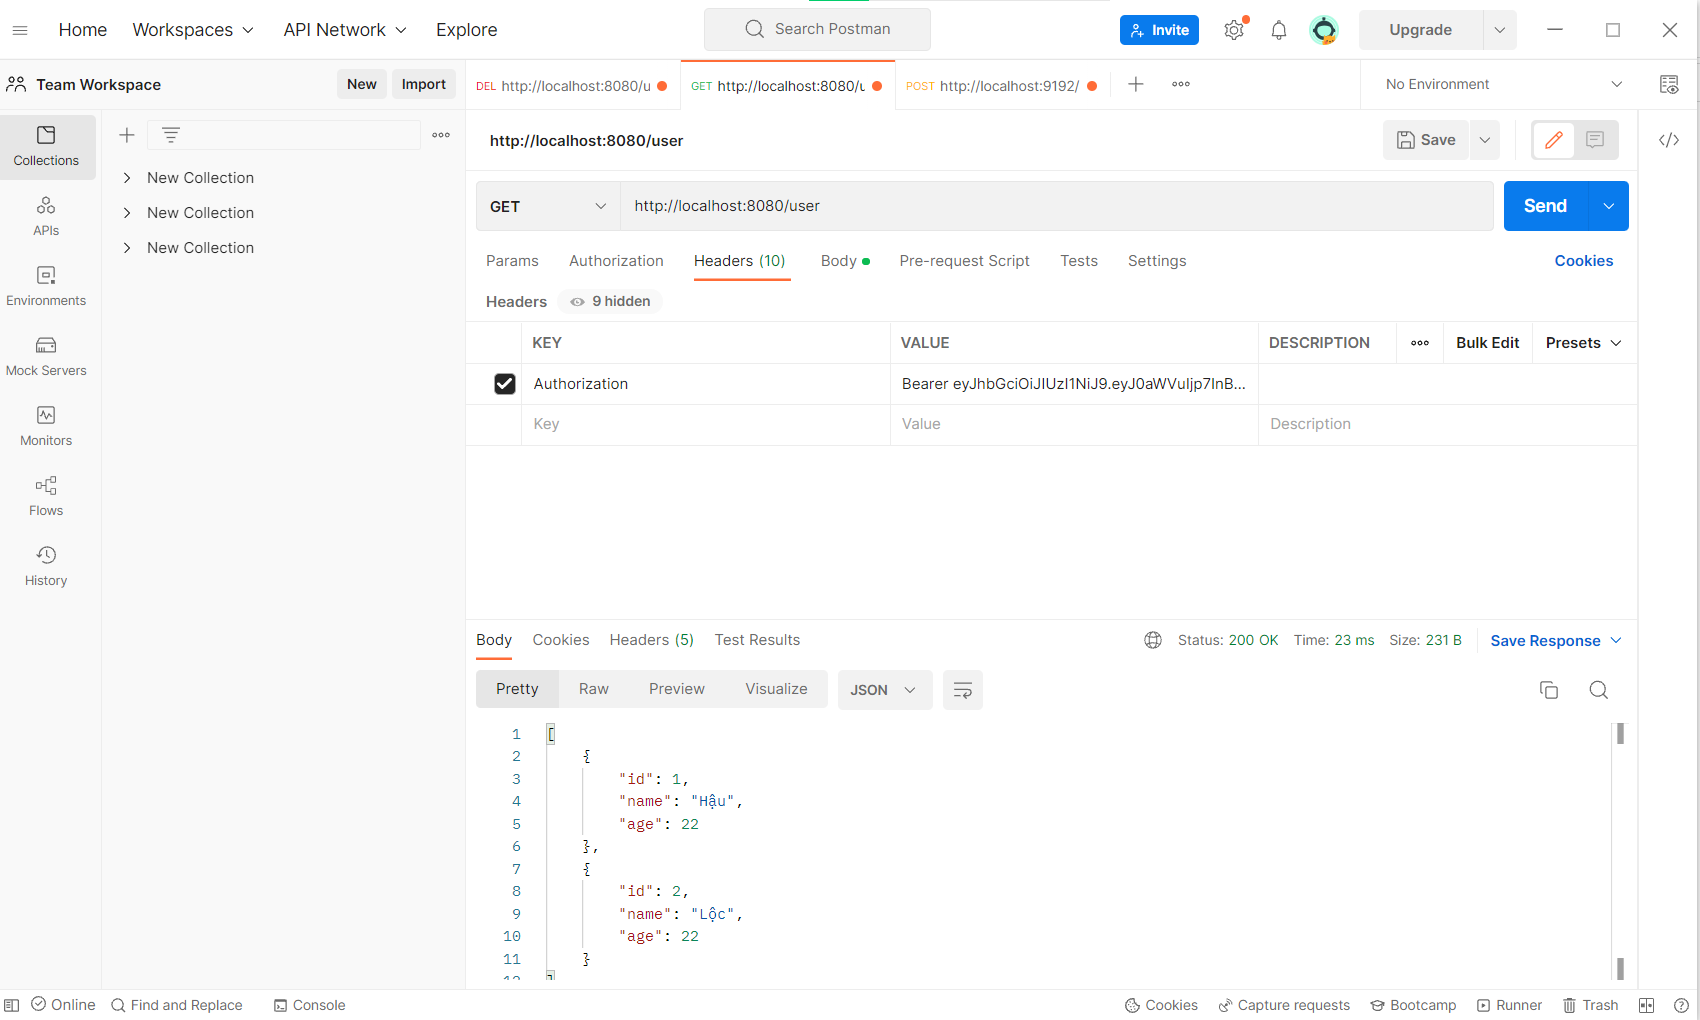 Home Workspaces API Network Explore Search Postman Invite Upgrade
Team Workspace New Import
DEL http://localhost:8080/u GET http://localhost:8080/u POST http://localhost:9192/ No Environment
http://localhost:8080/user Save
GET http://localhost:8080/user Send
Params Authorization Headers (10) Body Pre-request Script Tests Settings Cookies
Headers 9 hidden
KEY VALUE DESCRIPTION Bulk Edit Presets
Authorization Bearer eyJhbGciOiJIUzI1NiJ9.eyJ0aWVuIjp7InB...
Key Value Description
Collections
APIs
Environments
Mock Servers
Monitors
Flows
History
New Collection
New Collection
New Collection
Body Cookies Headers (5) Test Results Status: 200 OK Time: 23 ms Size: 231 B Save Response
Pretty Raw Preview Visualize JSON
1 [
2 {
3 "id": 1,
4 "name": "Hậu",
5 "age": 22
6 },
7 {
8 "id": 2,
9 "name": "Lộc",
10 "age": 22
11 }
12 ]
Online Find and Replace Console Cookies Capture requests Bootcamp Runner Trash